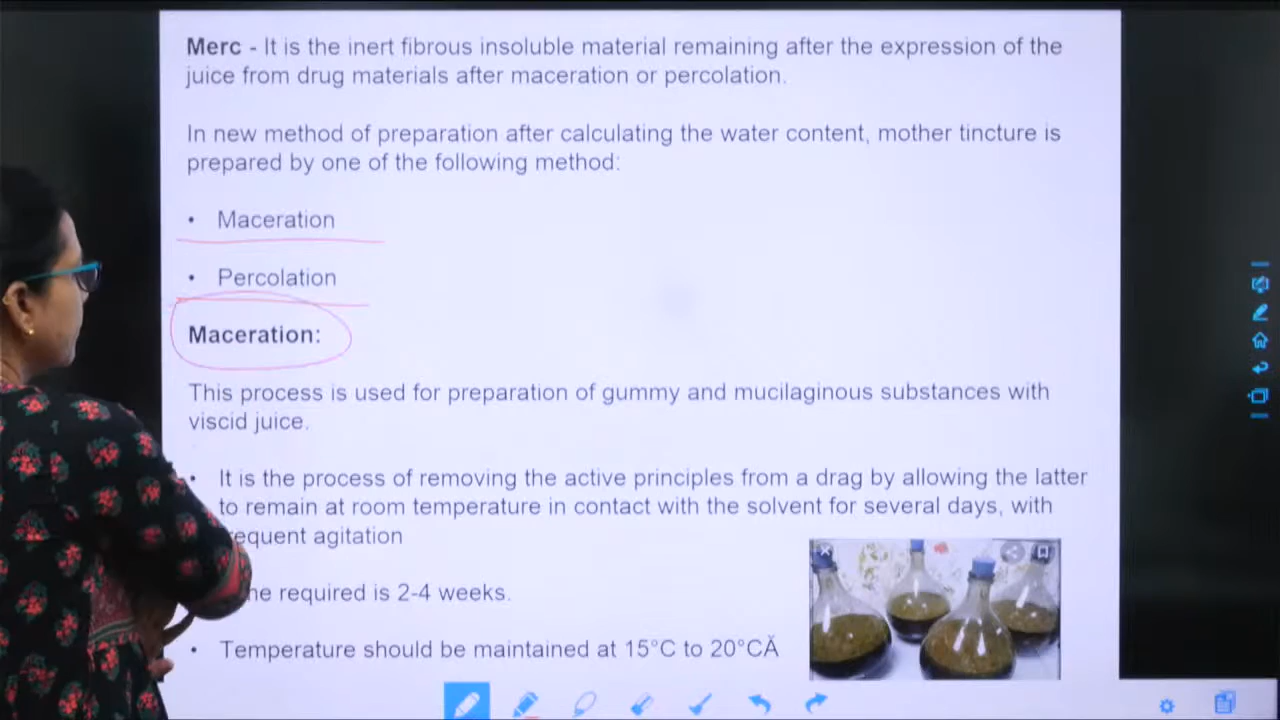 Merc - It is the inert fibrous insoluble material remaining after the expression of the
juice from drug materials after maceration or percolation.
In new method of preparation after calculating the water content, mother tincture is
prepared by one of the following method:
• Maceration
• Percolation
Maceration:
This process is used for preparation of gummy and mucilaginous substances with
viscid juice.
• It is the process of removing the active principles from a drag by allowing the latter
to remain at room temperature in contact with the solvent for several days, with
equent agitation
required is 2-4 weeks.
• Temperature should be maintained at 15°C to 20°CĂ